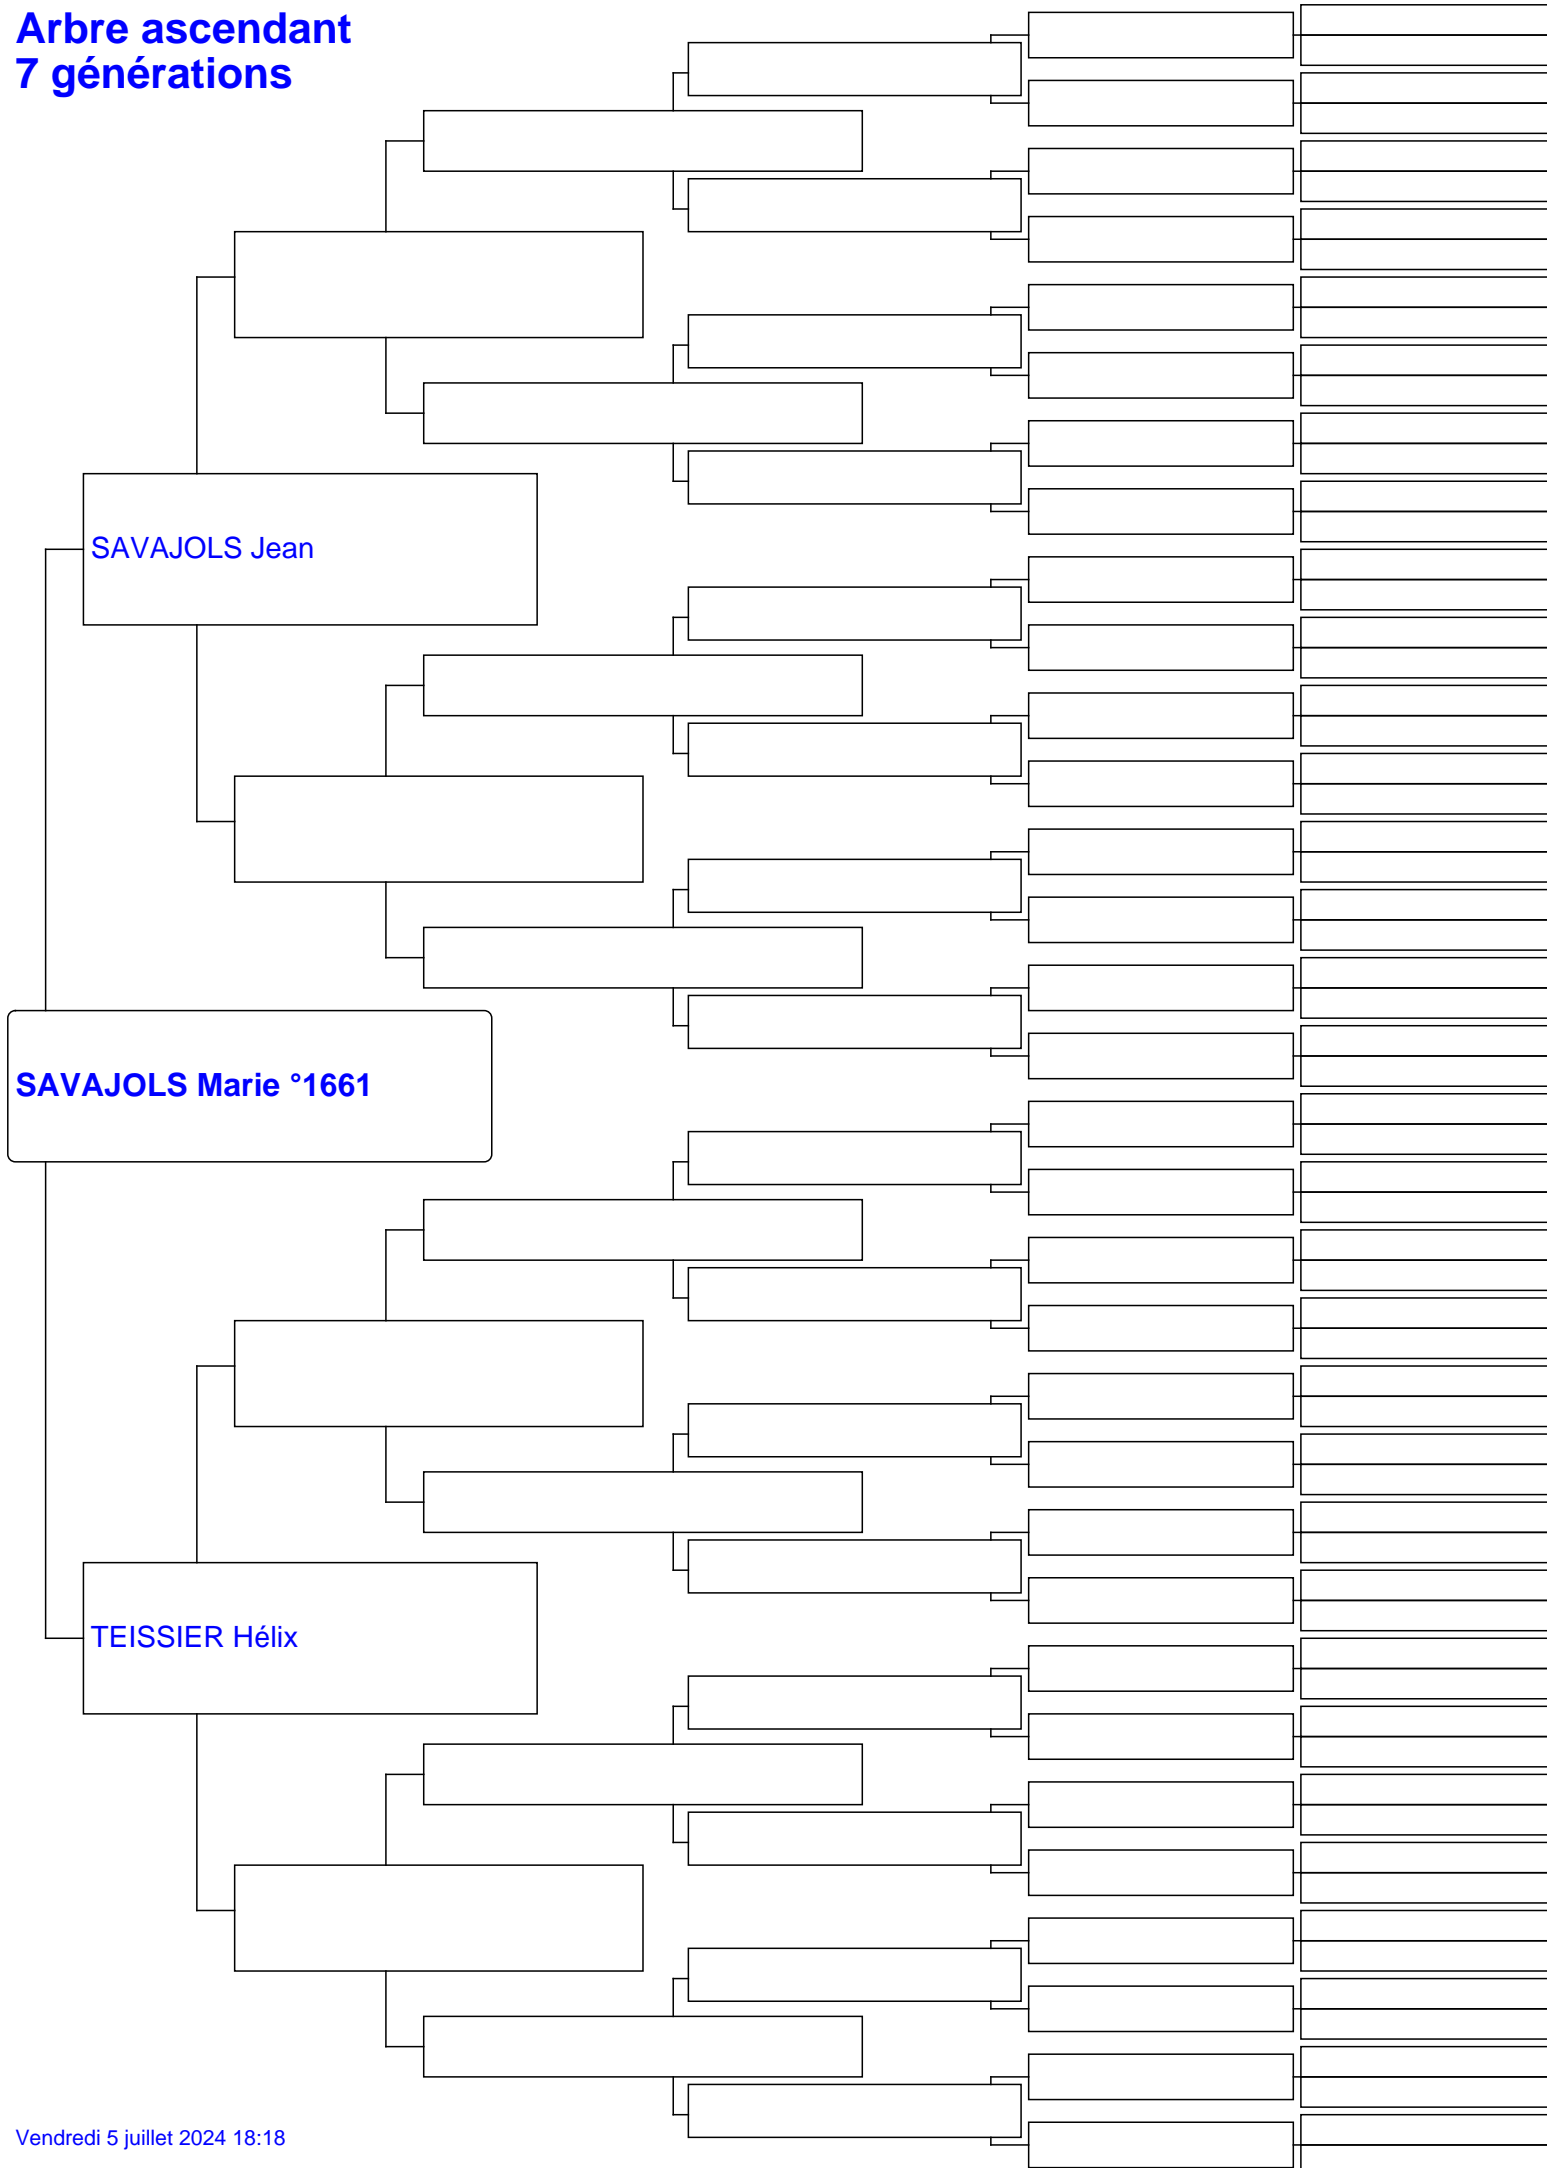 Arbre ascendant
7 générations
SAVAJOLS Jean
SAVAJOLS Marie °1661
TEISSIER Hélix
Vendredi 5 juillet 2024 18:18